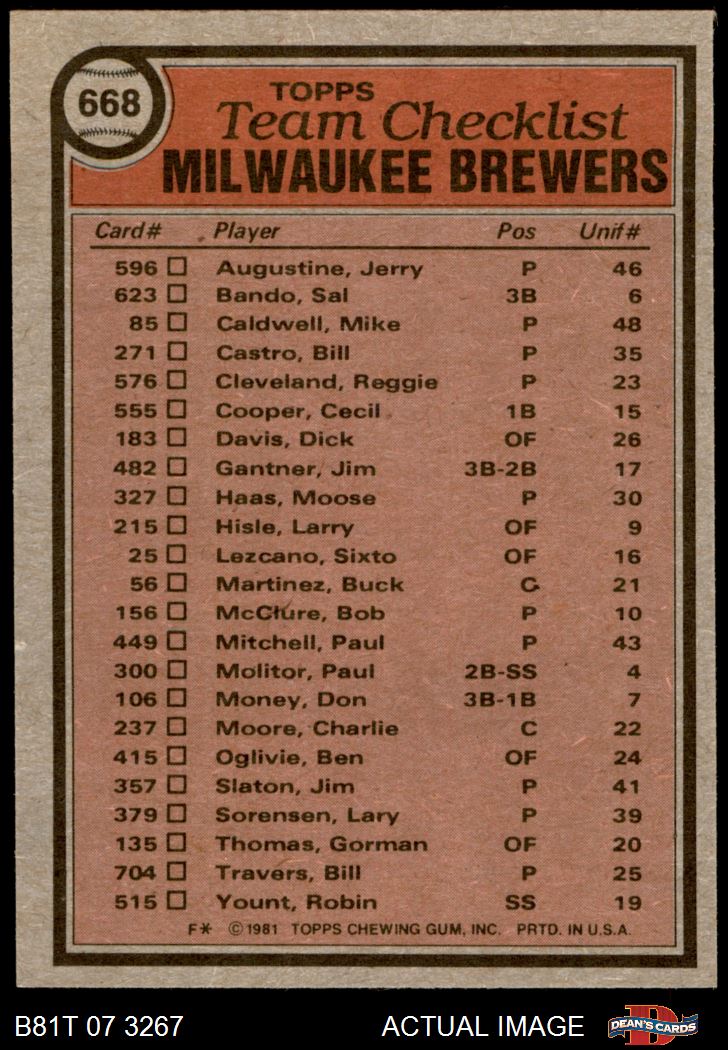 668
TOPPS
Team Checklist
MILWAUKEE BREWERS
Card# Player Pos Unif#
596 Augustine, Jerry P 46
623 Bando, Sal 3B 6
85 Caldwell, Mike P 48
271 Castro, Bill P 35
576 Cleveland, Reggie P 23
555 Cooper, Cecil 1B 15
183 Davis, Dick OF 26
482 Gantner, Jim 3B-2B 17
327 Haas, Moose P 30
215 Hisle, Larry OF 9
25 Lezcano, Sixto OF 16
56 Martinez, Buck C 21
156 McClure, Bob P 10
449 Mitchell, Paul P 43
300 Molitor, Paul 2B-SS 4
106 Money, Don 3B-1B 7
237 Moore, Charlie C 22
415 Oglivie, Ben OF 24
357 Slaton, Jim P 41
379 Sorensen, Lary P 39
135 Thomas, Gorman OF 20
704 Travers, Bill P 25
515 Yount, Robin SS 19
F* ©1981 TOPPS CHEWING GUM, INC. PRTD. IN U.S.A.
B81T 07 3267 ACTUAL IMAGE D DEAN'S CARDS